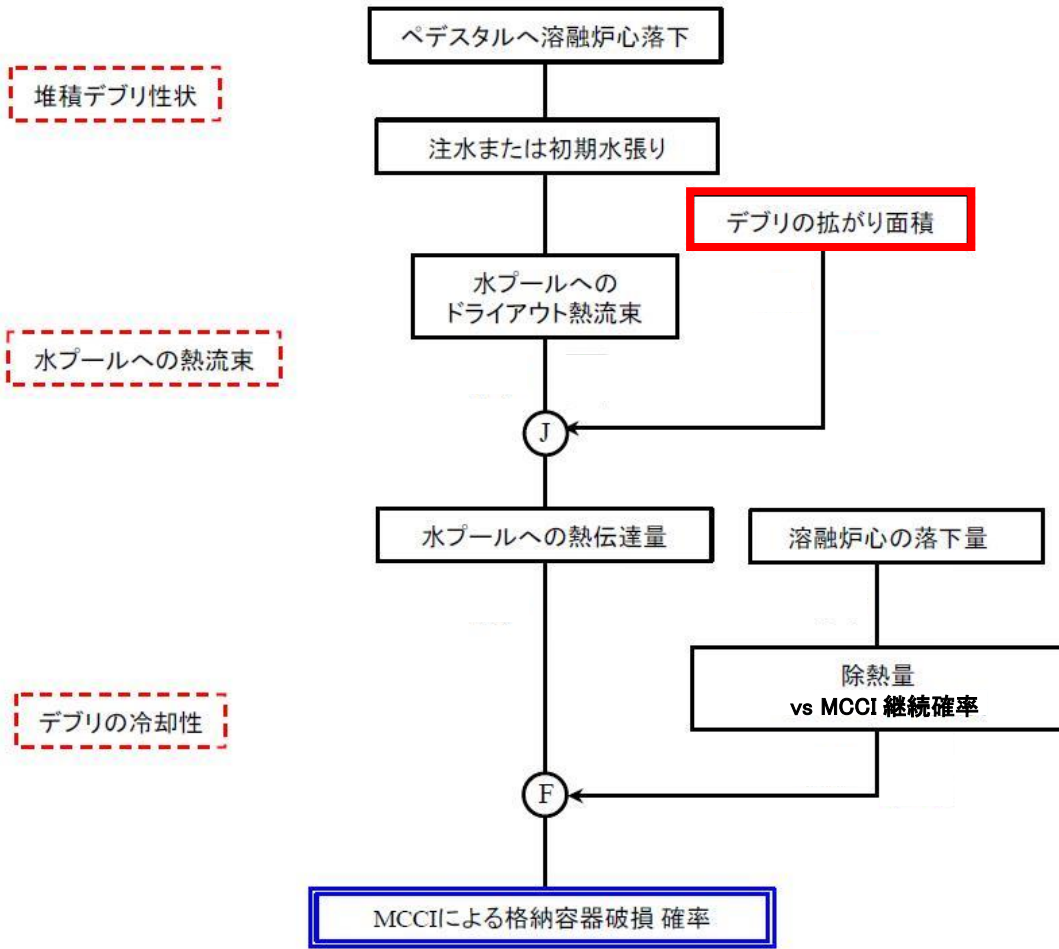 ペデスタルへ溶融炉心落下
堆積デブリ性状
注水または初期水張り
デブリの拡がり面積
水プールへの
ドライアウト熱流束
水プールへの熱流束
J
水プールへの熱伝達量
溶融炉心の落下量
除熱量
vs MCCI 継続確率
デブリの冷却性
F
MCCIによる格納容器破損 確率